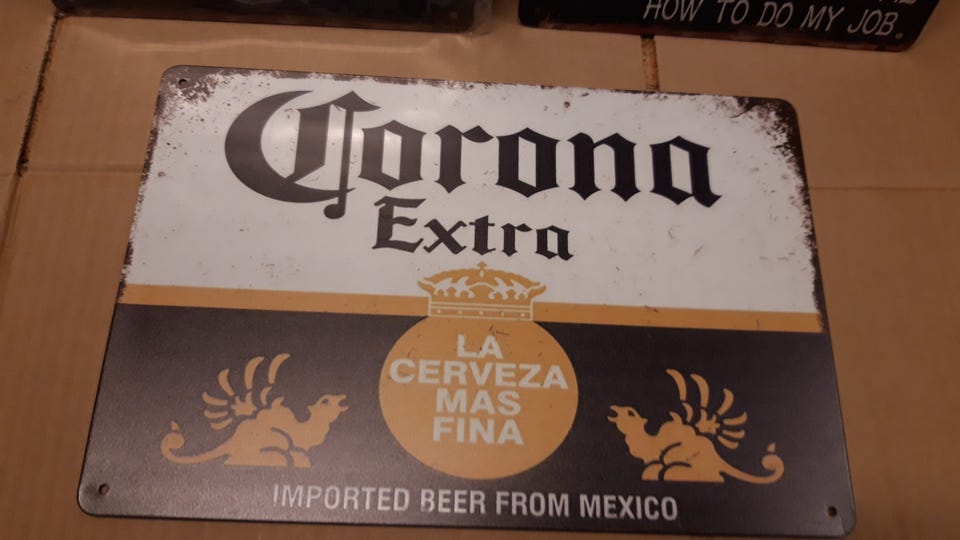 HOW TO DO MY JOB.
Corona
Extra
LA
CERVEZA
MAS
FINA
IMPORTED BEER FROM MEXICO